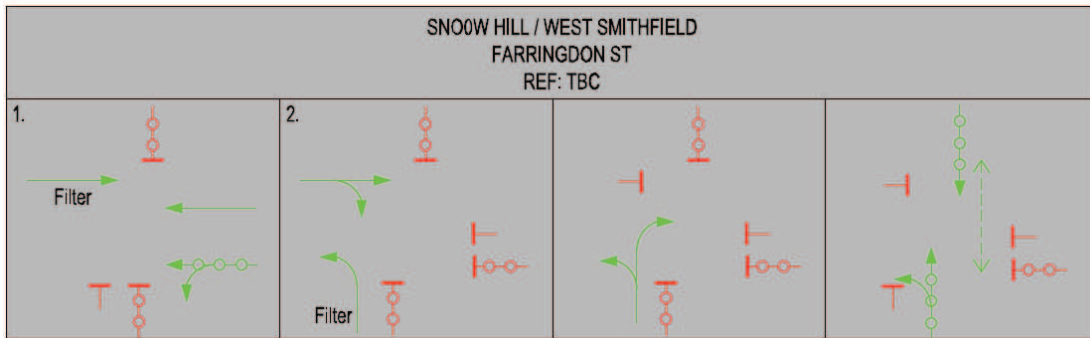 SNO0W HILL / WEST SMITHFIELD
FARRINGDON ST
REF: TBC
1.
Filter
2.
Filter